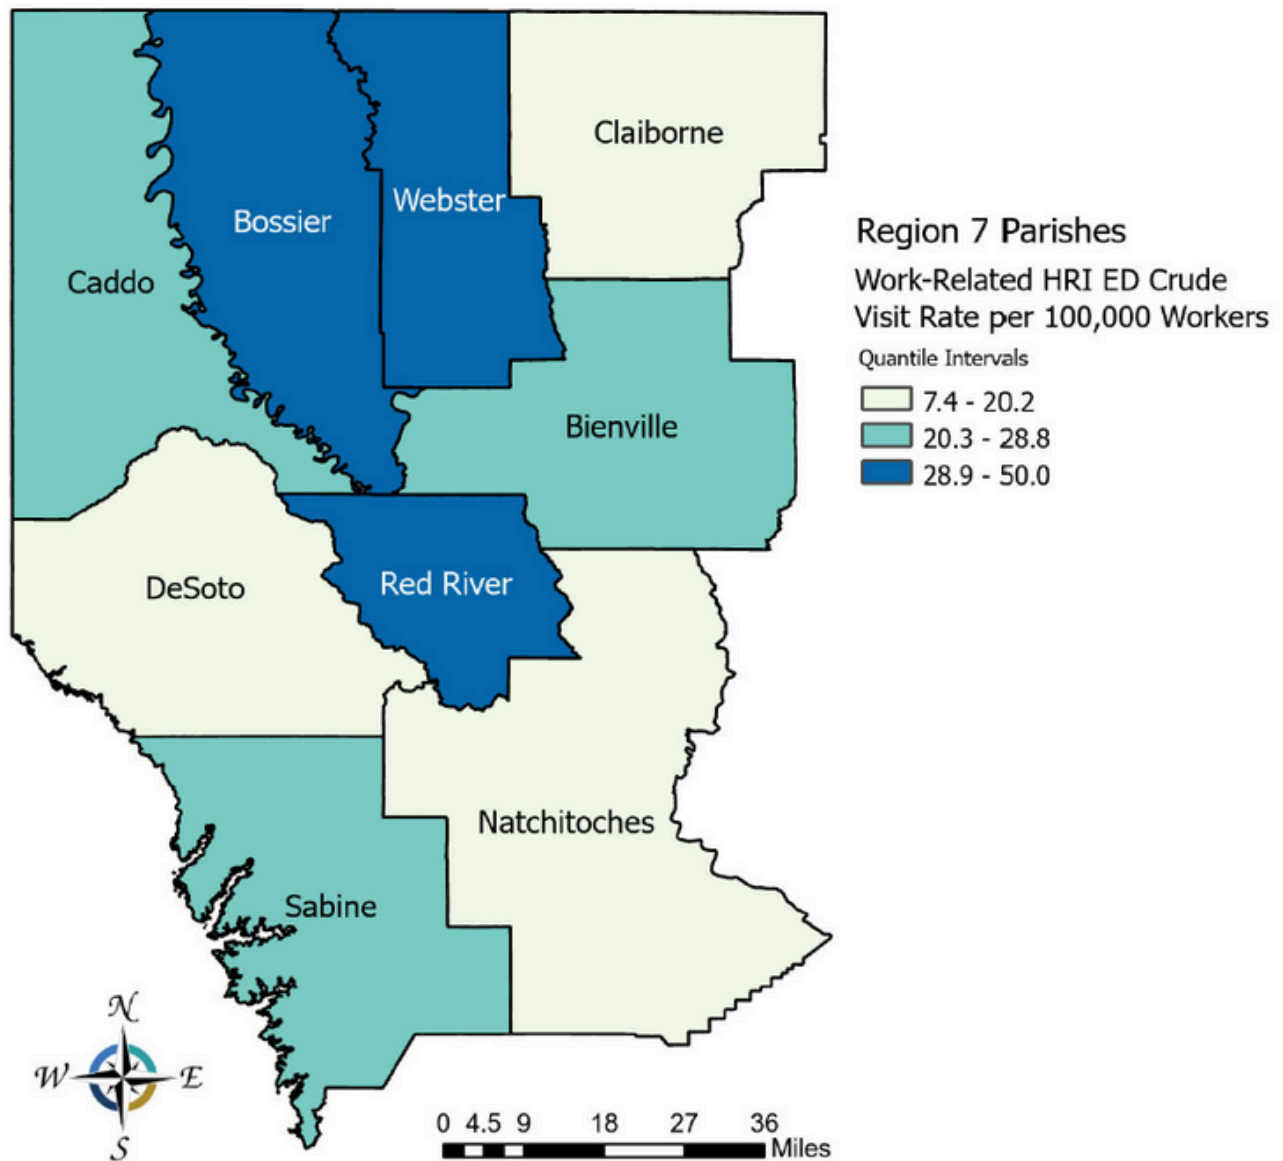 Claiborne
Webster
Bossier
Caddo
Bienville
DeSoto
Red River
Natchitoches
Sabine
Region 7 Parishes
Work-Related HRI ED Crude
Visit Rate per 100,000 Workers
Quantile Intervals
7.4 - 20.2
20.3 - 28.8
28.9 - 50.0
N
W E
S
0 4.5 9 18 27 36
Miles